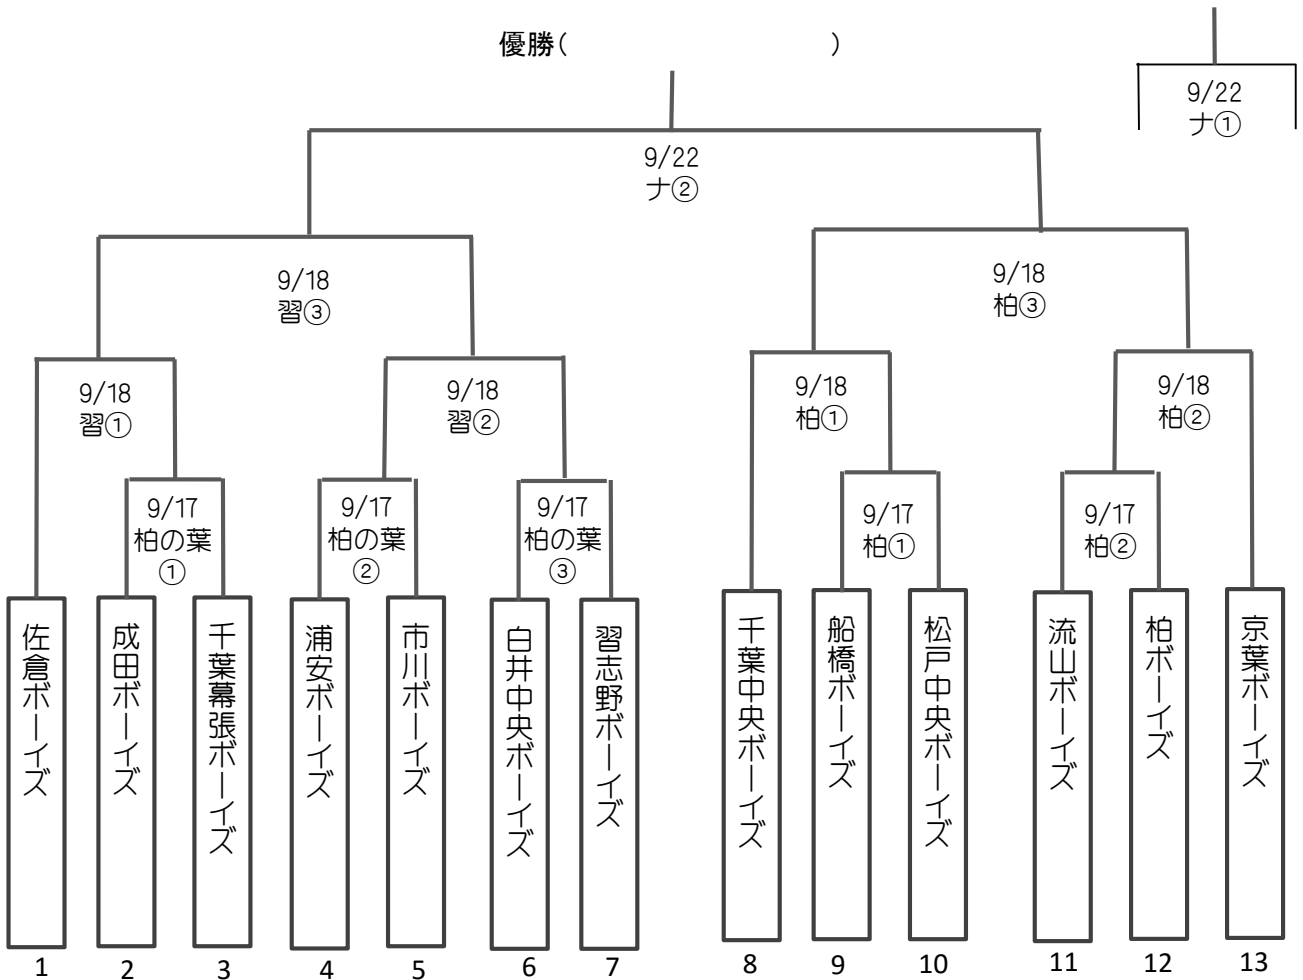 優勝(                    )
9/22
ナ①
9/22
ナ②
9/18
習③
9/18
柏③
9/18
習①
9/18
習②
9/18
柏①
9/18
柏②
9/17
柏の葉
①
9/17
柏の葉
②
9/17
柏の葉
③
9/17
柏①
9/17
柏②
佐倉ボーイズ
成田ボーイズ
千葉幕張ボーイズ
浦安ボーイズ
市川ボーイズ
白井中央ボーイズ
習志野ボーイズ
千葉中央ボーイズ
船橋ボーイズ
松戸中央ボーイズ
流山ボーイズ
柏ボーイズ
京葉ボーイズ
1 2 3 4 5 6 7 8 9 10 11 12 13